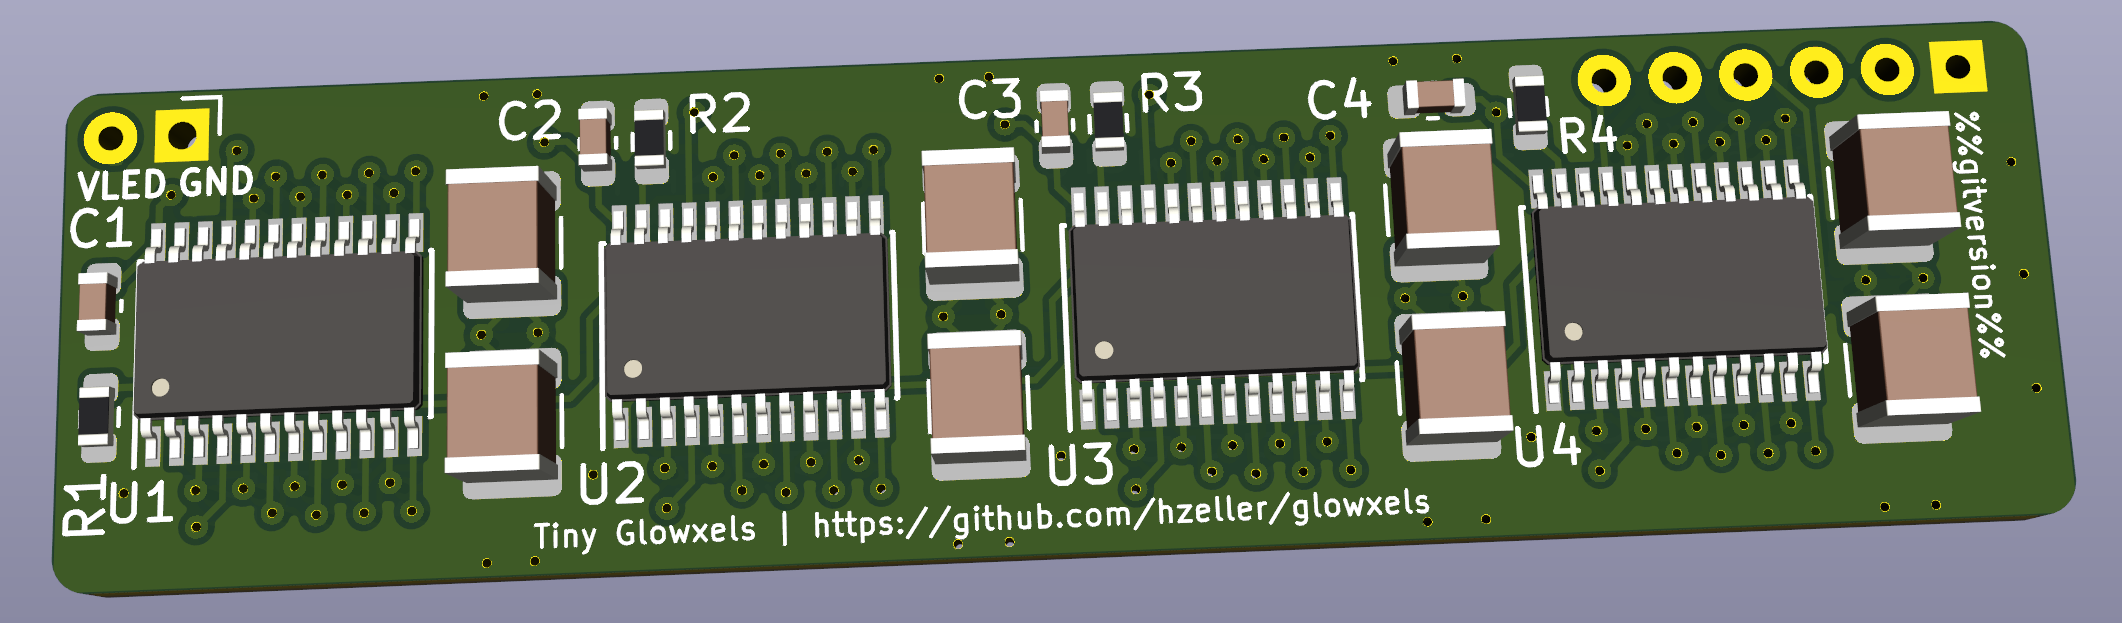 C2
R2
C3
R3
C4
R4
VLED GND
C1
%%gitversion%%
R1
U1
U2
U3
U4
Tiny Glowxels | https://github.com/hzeller/glowxels